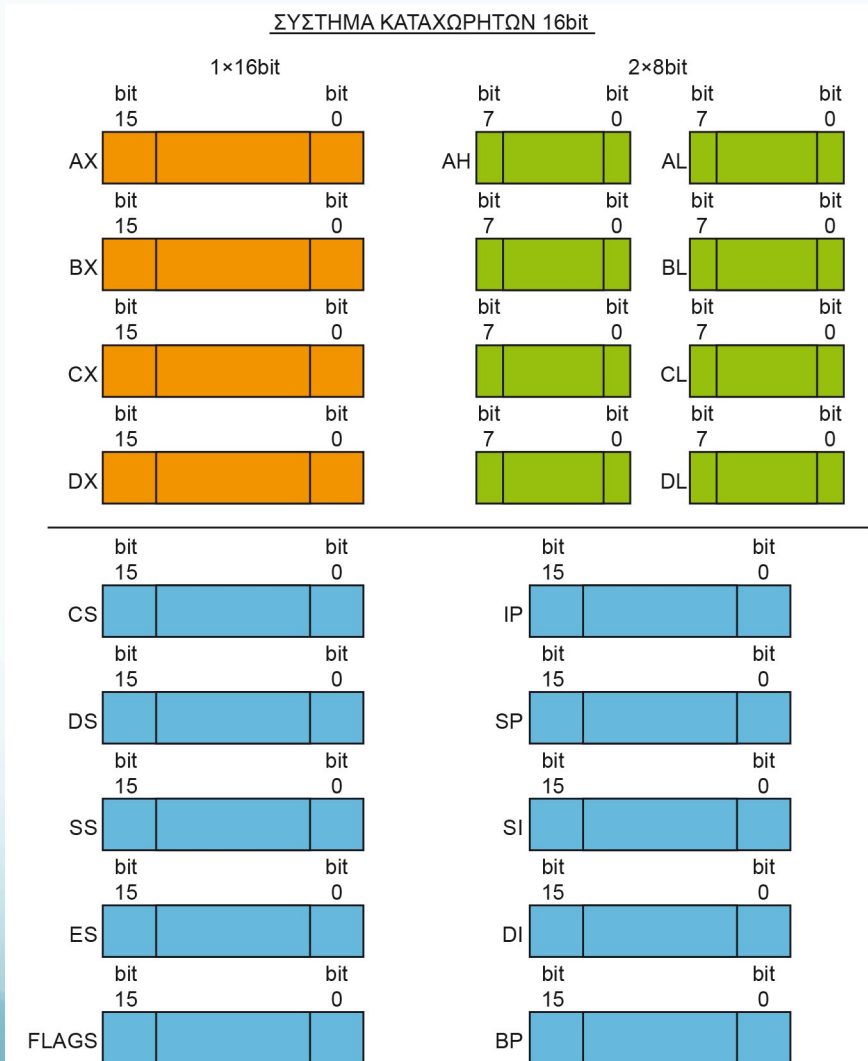 ΣΥΣΤΗΜΑ ΚΑΤΑΧΩΡΗΤΩΝ 16bit
1×16bit 2×8bit
bit bit bit bit bit bit
15 0 7 0 7 0
AX AH AL
bit bit bit bit bit bit
15 0 7 0 7 0
BX BL
bit bit bit bit bit bit
15 0 7 0 7 0
CX CL
bit bit bit bit bit bit
15 0 7 0 7 0
DX DL
bit bit bit bit
15 0 15 0
CS IP
bit bit bit bit
15 0 15 0
DS SP
bit bit bit bit
15 0 15 0
SS SI
bit bit bit bit
15 0 15 0
ES DI
bit bit bit bit
15 0 15 0
FLAGS BP